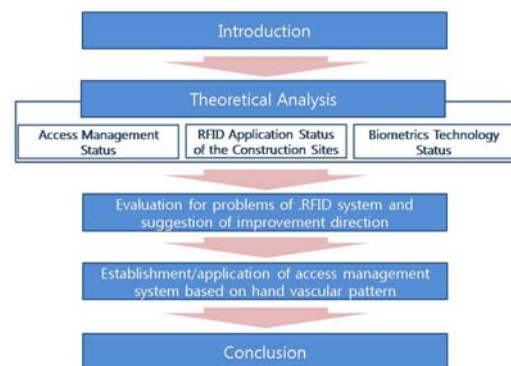 Introduction
Theoretical Analysis
Access Management
Status
RFID Application Status
of the Construction Sites
Biometrics Technology
Status
Evaluation for problems of .RFID system and
suggestion of improvement direction
Establishment/application of access management
system based on hand vascular pattern
Conclusion